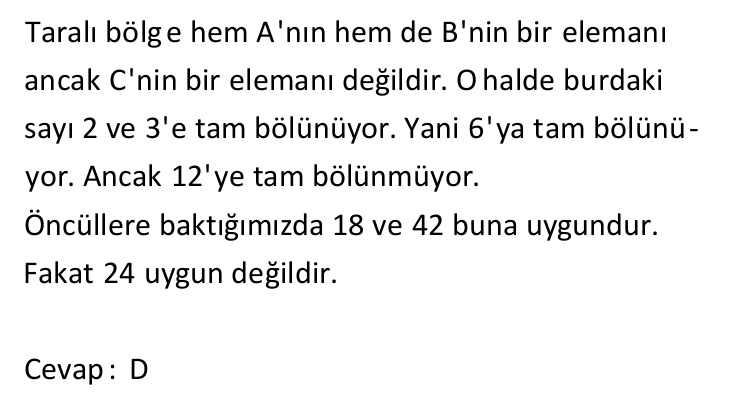 Taralı bölge hem A'nın hem de B'nin bir elemanı
ancak C'nin bir elemanı değildir. O halde burdaki
sayı 2 ve 3'e tam bölünüyor. Yani 6'ya tam bölünü-
yor. Ancak 12'ye tam bölünmüyor.
Öncüllere baktığımızda 18 ve 42 buna uygundur.
Fakat 24 uygun değildir.
Cevap : D